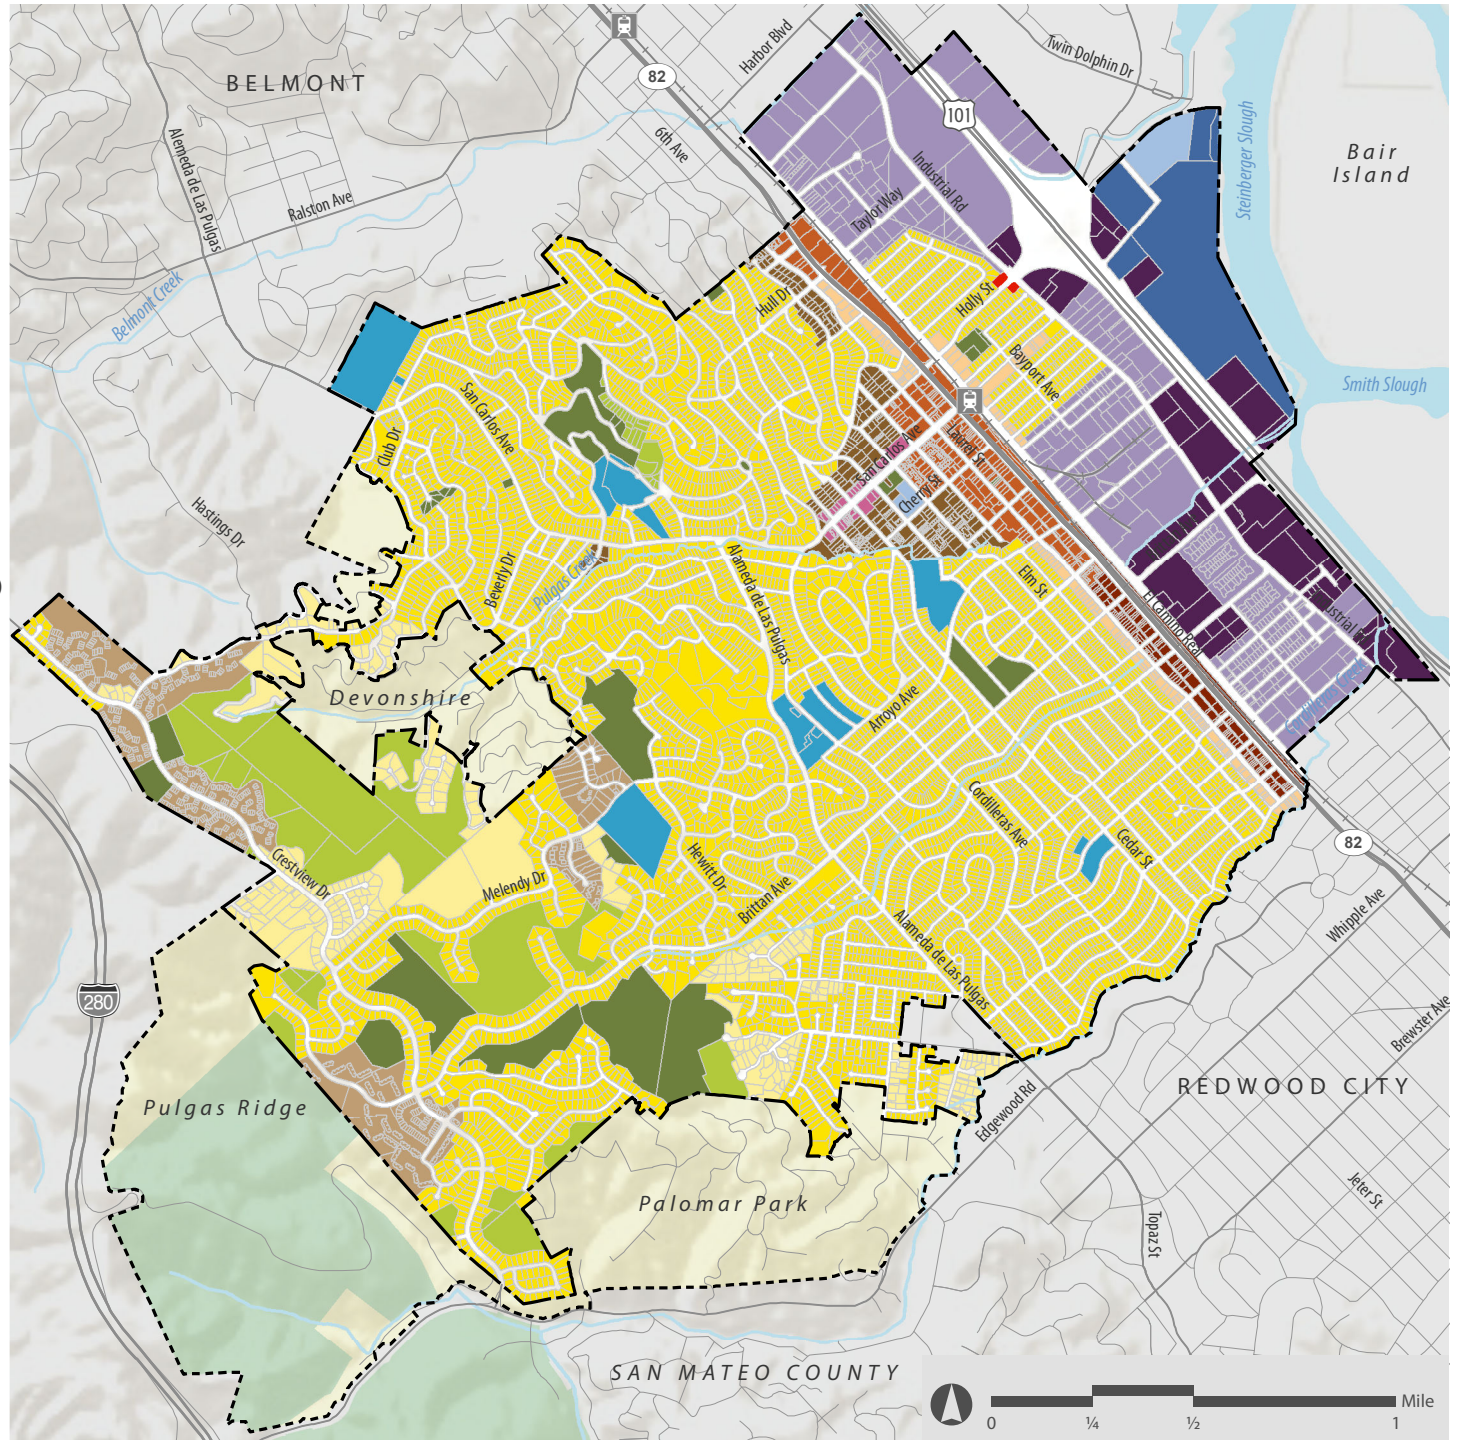 Harbor Blvd
Twin Dolphin Dr
BELMONT
82
101
6th Ave
Bair
Island
Steinberger Slough
Alemeda de Las Pulgas
Industrial Rd
Taylor Way
Ralston Ave
Belmont Creek
Hull Dr
Holly St
Bayport Ave
Smith Slough
San Carlos Ave
Club Dr
San Carlos Ave
Laurel St
Cherry St
Hastings Dr
Beverly Dr
Pulgas Creek
Alameda de Las Pulgas
Elm St
El Camino Real
Devonshire
Arroyo Ave
Cordilleras Ave
Cedar St
82
Crestview Dr
Melendy Dr
Hewitt Dr
Brittan Ave
Whipple Ave
Alameda de Las Pulgas
280
Brewster Ave
Pulgas Ridge
Edgewood Rd
REDWOOD CITY
Palomar Park
Jeter St
Topaz St
SAN MATEO COUNTY
Mile
0
¼
½
1